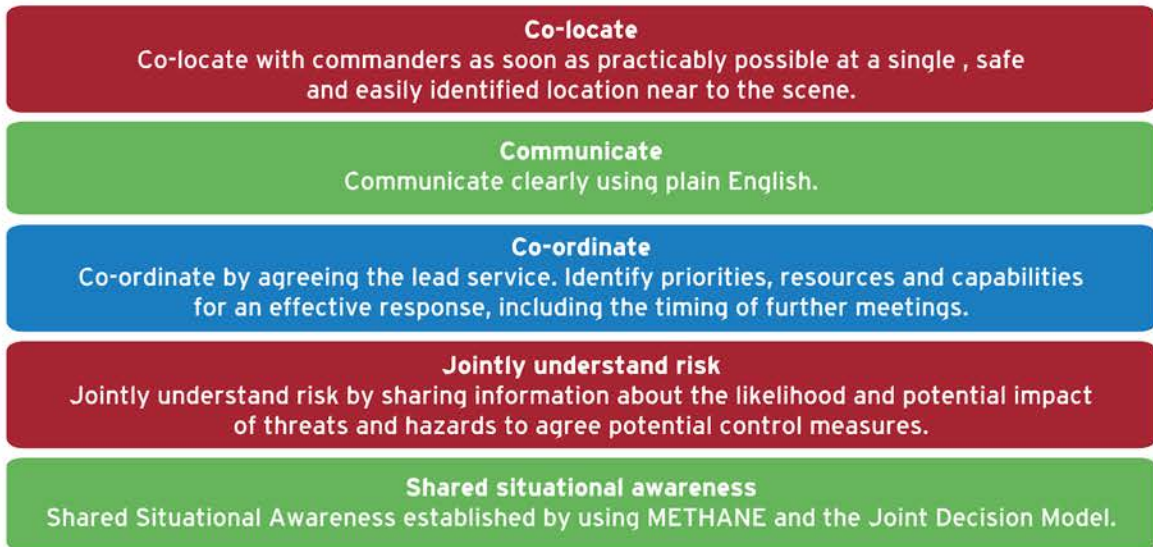 Co-locate
Co-locate with commanders as soon as practicably possible at a single , safe
and easily identified location near to the scene.
Communicate
Communicate clearly using plain English.
Co-ordinate
Co-ordinate by agreeing the lead service. Identify priorities, resources and capabilities
for an effective response, including the timing of further meetings.
Jointly understand risk
Jointly understand risk by sharing information about the likelihood and potential impact
of threats and hazards to agree potential control measures.
Shared situational awareness
Shared Situational Awareness established by using METHANE and the Joint Decision Model.